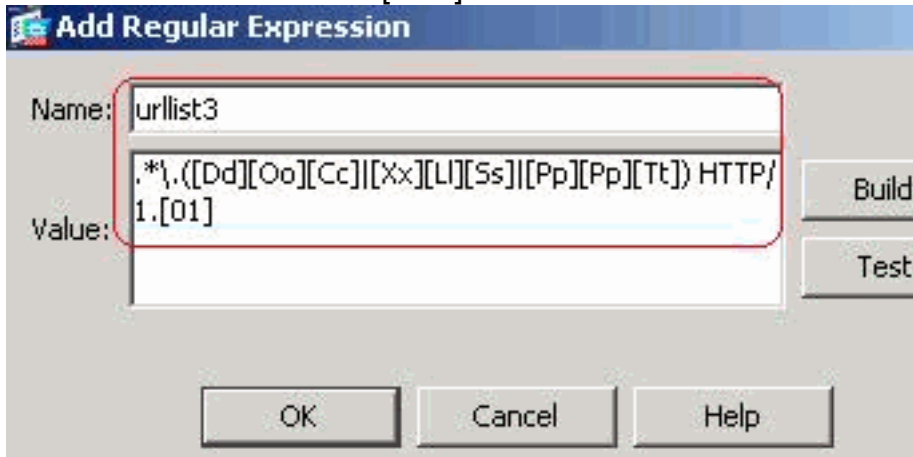 Add Regular Expression
Name: urllist3
.*\.([Dd][Oo][Cc]|[Xx][Ll][Ss]|[Pp][Pp][Tt]) HTTP/
1.[01]
Value:
Build
Test
OK Cancel Help